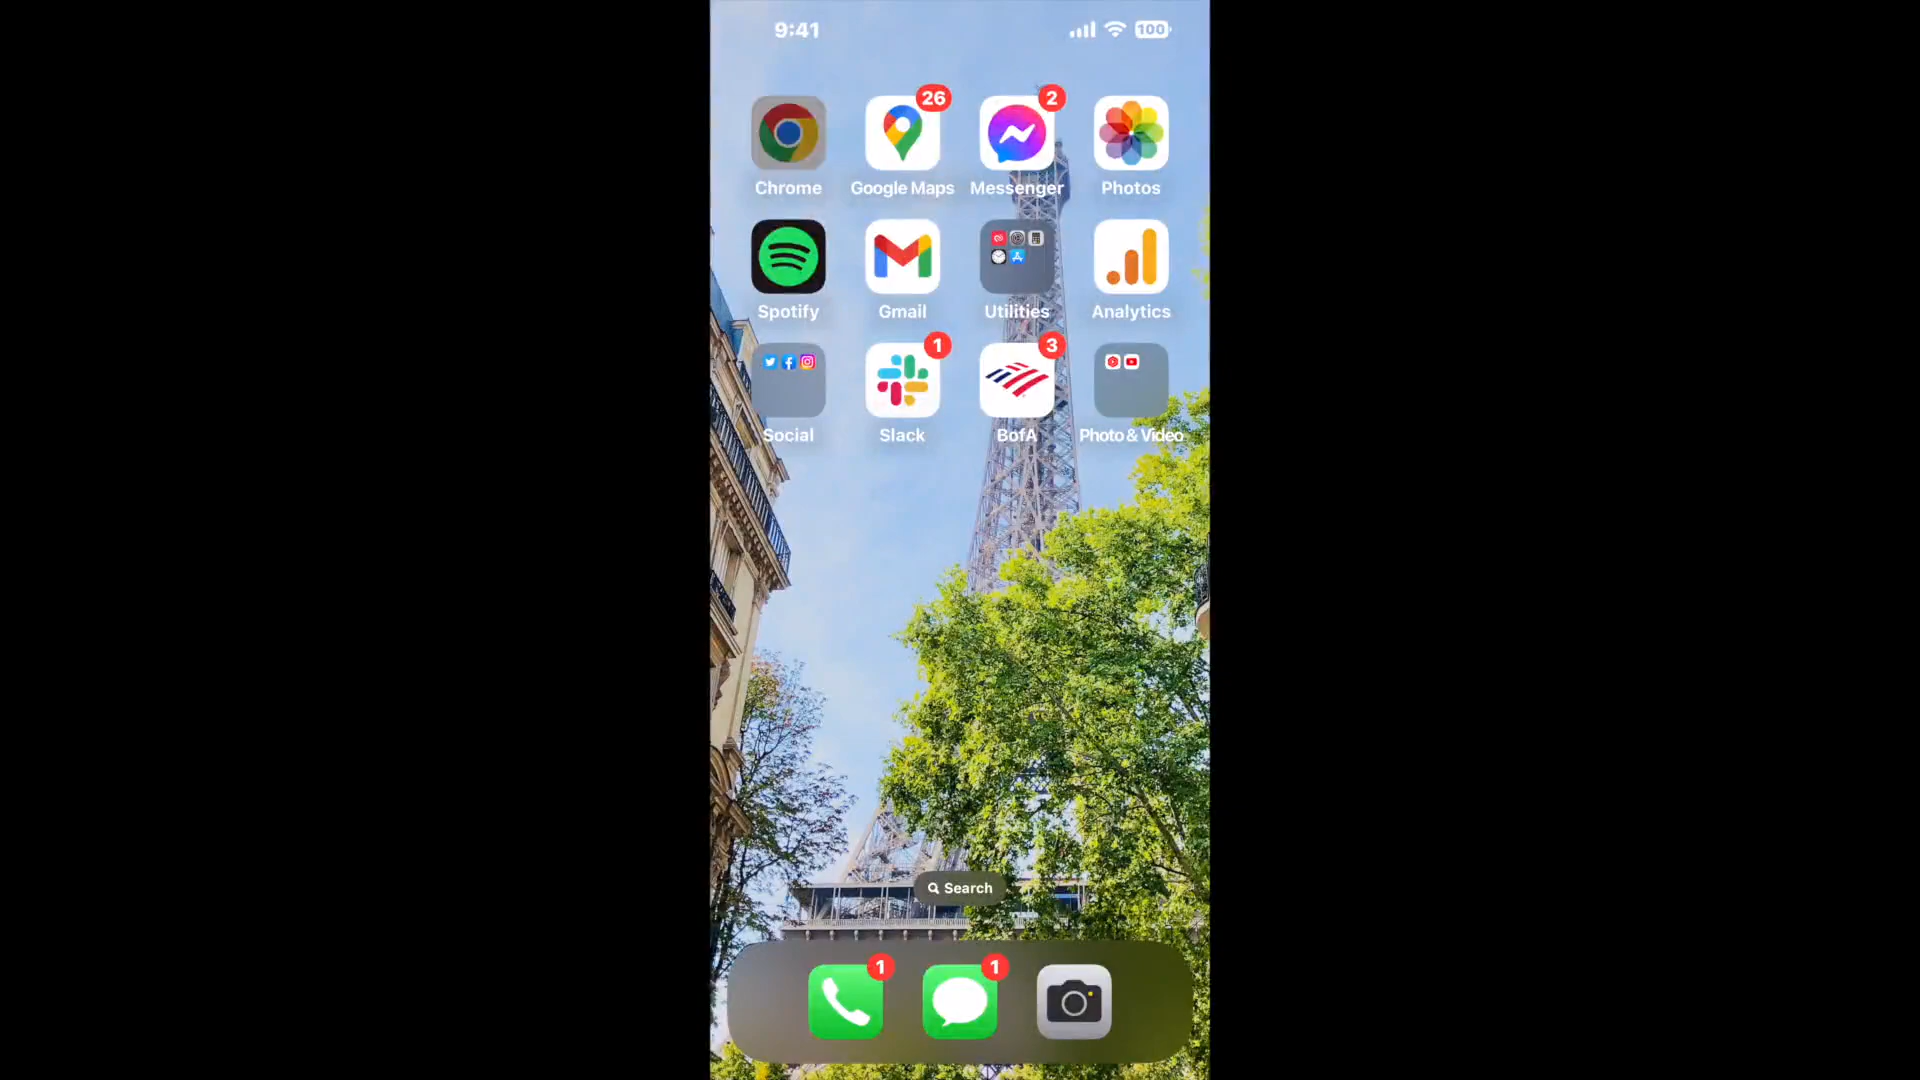 9:41
100
26
2
Chrome
Google Maps
Messenger
Photos
Spotify
Gmail
Utilities
Analytics
1
3
Social
Slack
BofA
Photo & Video
Search
1
1